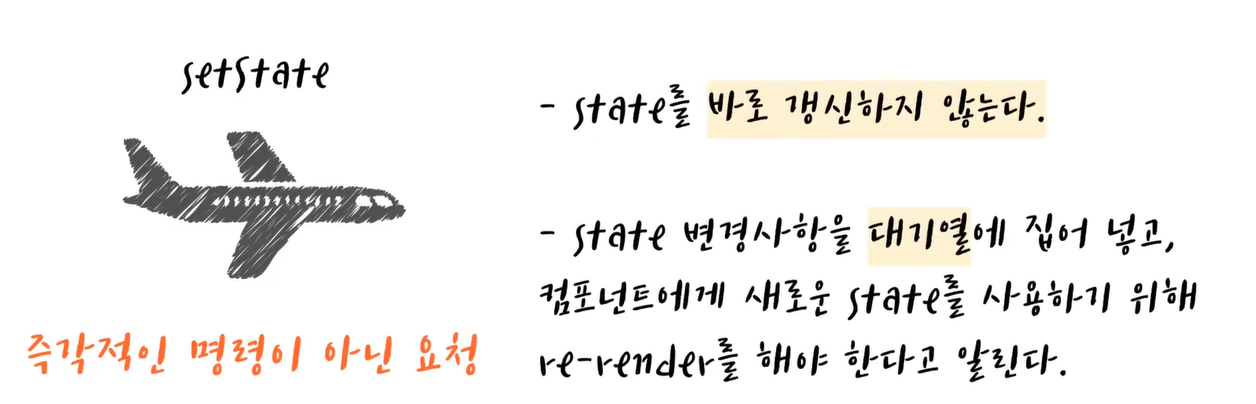 setState
즉각적인 명령이 아닌 요청
- state를 바로 갱신하지 않는다.
- state 변경사항을 대기열에 집어 넣고,
컴포넌트에게 새로운 state를 사용하기 위해
re-render를 해야 한다고 알린다.